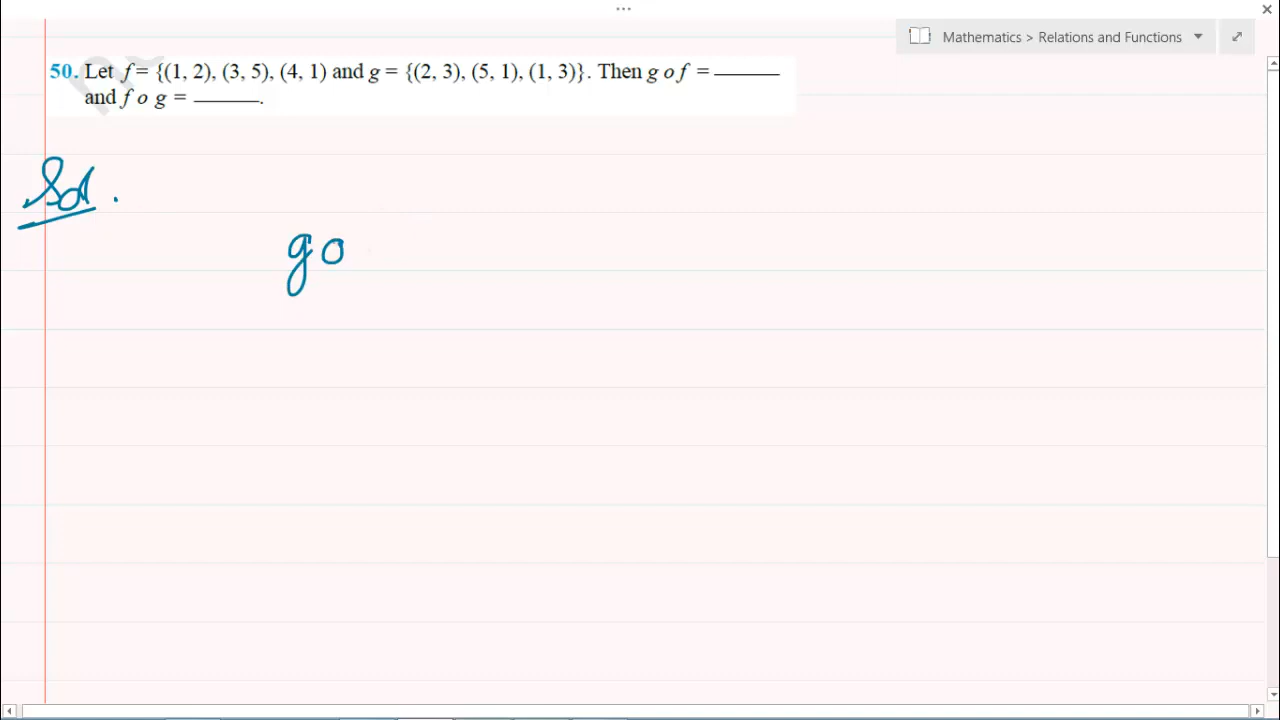 Mathematics > Relations and Functions
50. Let f = {(1, 2), (3, 5), (4, 1) and g = {(2, 3), (5, 1), (1, 3)}. Then g o f = ______
and f o g = ______.
Sol.
go